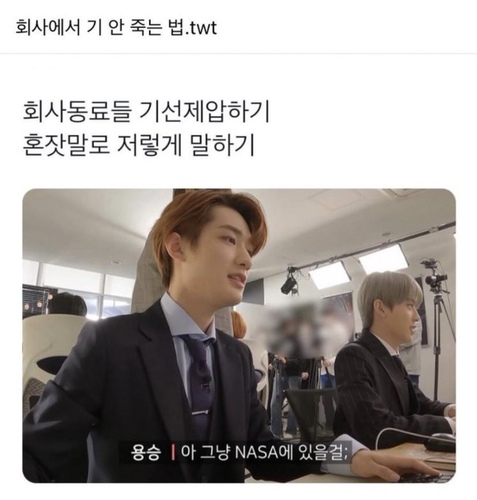 회사에서 기 안 죽는 법.twt
회사동료들 기선제압하기
혼잣말로 저렇게 말하기
용승 | 아 그냥 NASA에 있을걸;